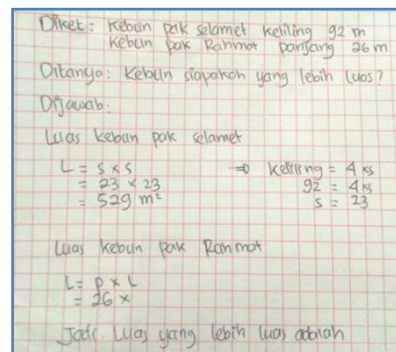 Diket: kebun pak selamet keliling 92 m
kebun pak Rahmat panjang 26 m
Ditanya: kebun siapakah yang lebih luas?
Dijawab:
Luas kebun pak selamet
L = s x s ⇒ keliling = 4 x s
= 23 x 23 92 = 4 x s
= 529 m² s = 23
Luas kebun pak Rahmat
L = p x L
= 26 x
Jadi. Luas yang lebih luas adalah